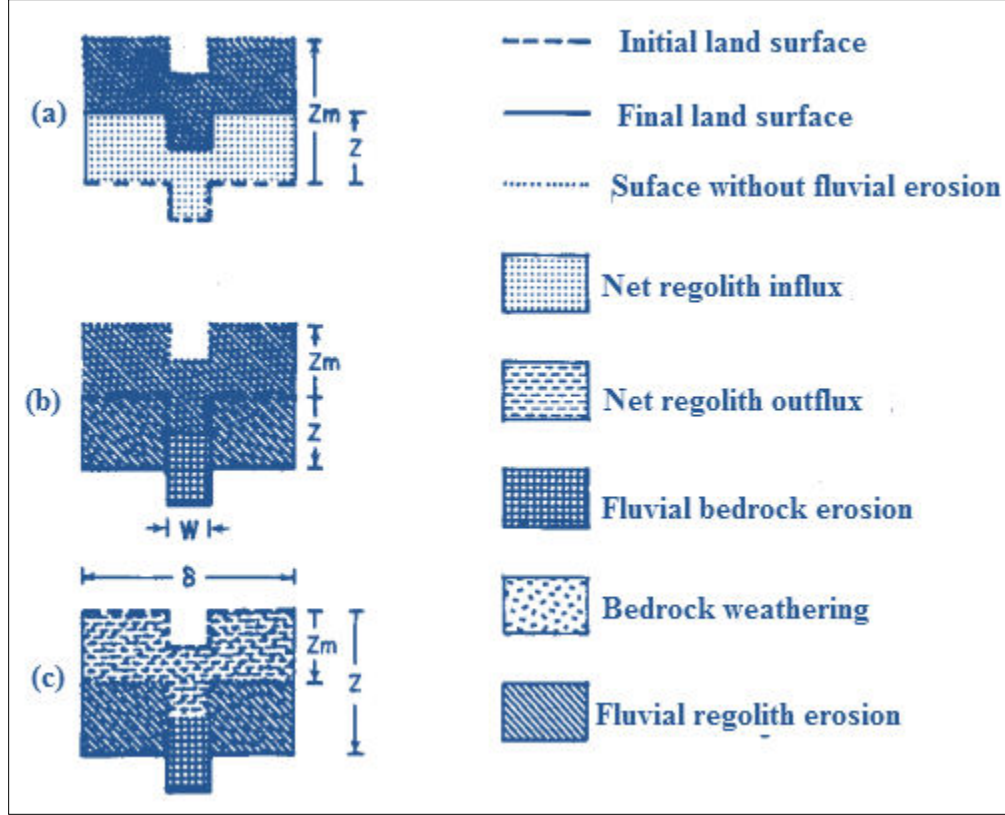 (a)
Zm
Z
(b)
Zm
Z
W
δ
(c)
Zm
Z
Initial land surface
Final land surface
Suface without fluvial erosion
Net regolith influx
Net regolith outflux
Fluvial bedrock erosion
Bedrock weathering
Fluvial regolith erosion